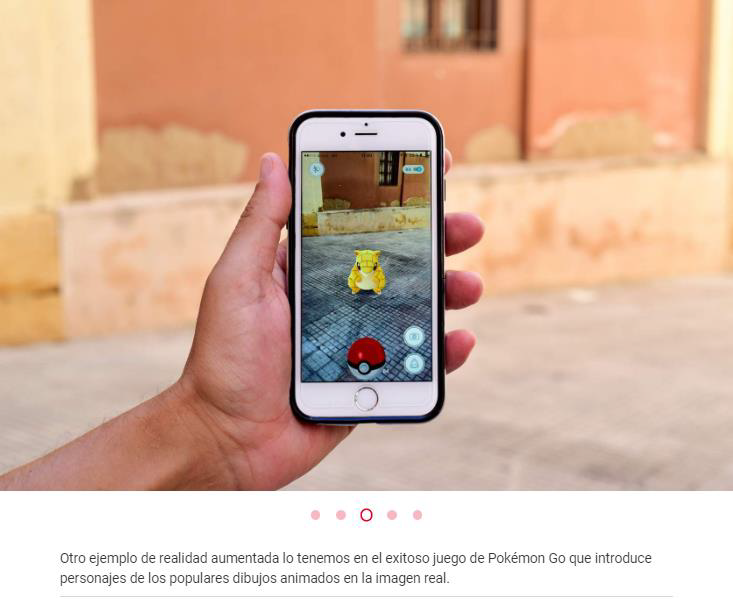 Otro ejemplo de realidad aumentada lo tenemos en el exitoso juego de Pokémon Go que introduce
personajes de los populares dibujos animados en la imagen real.